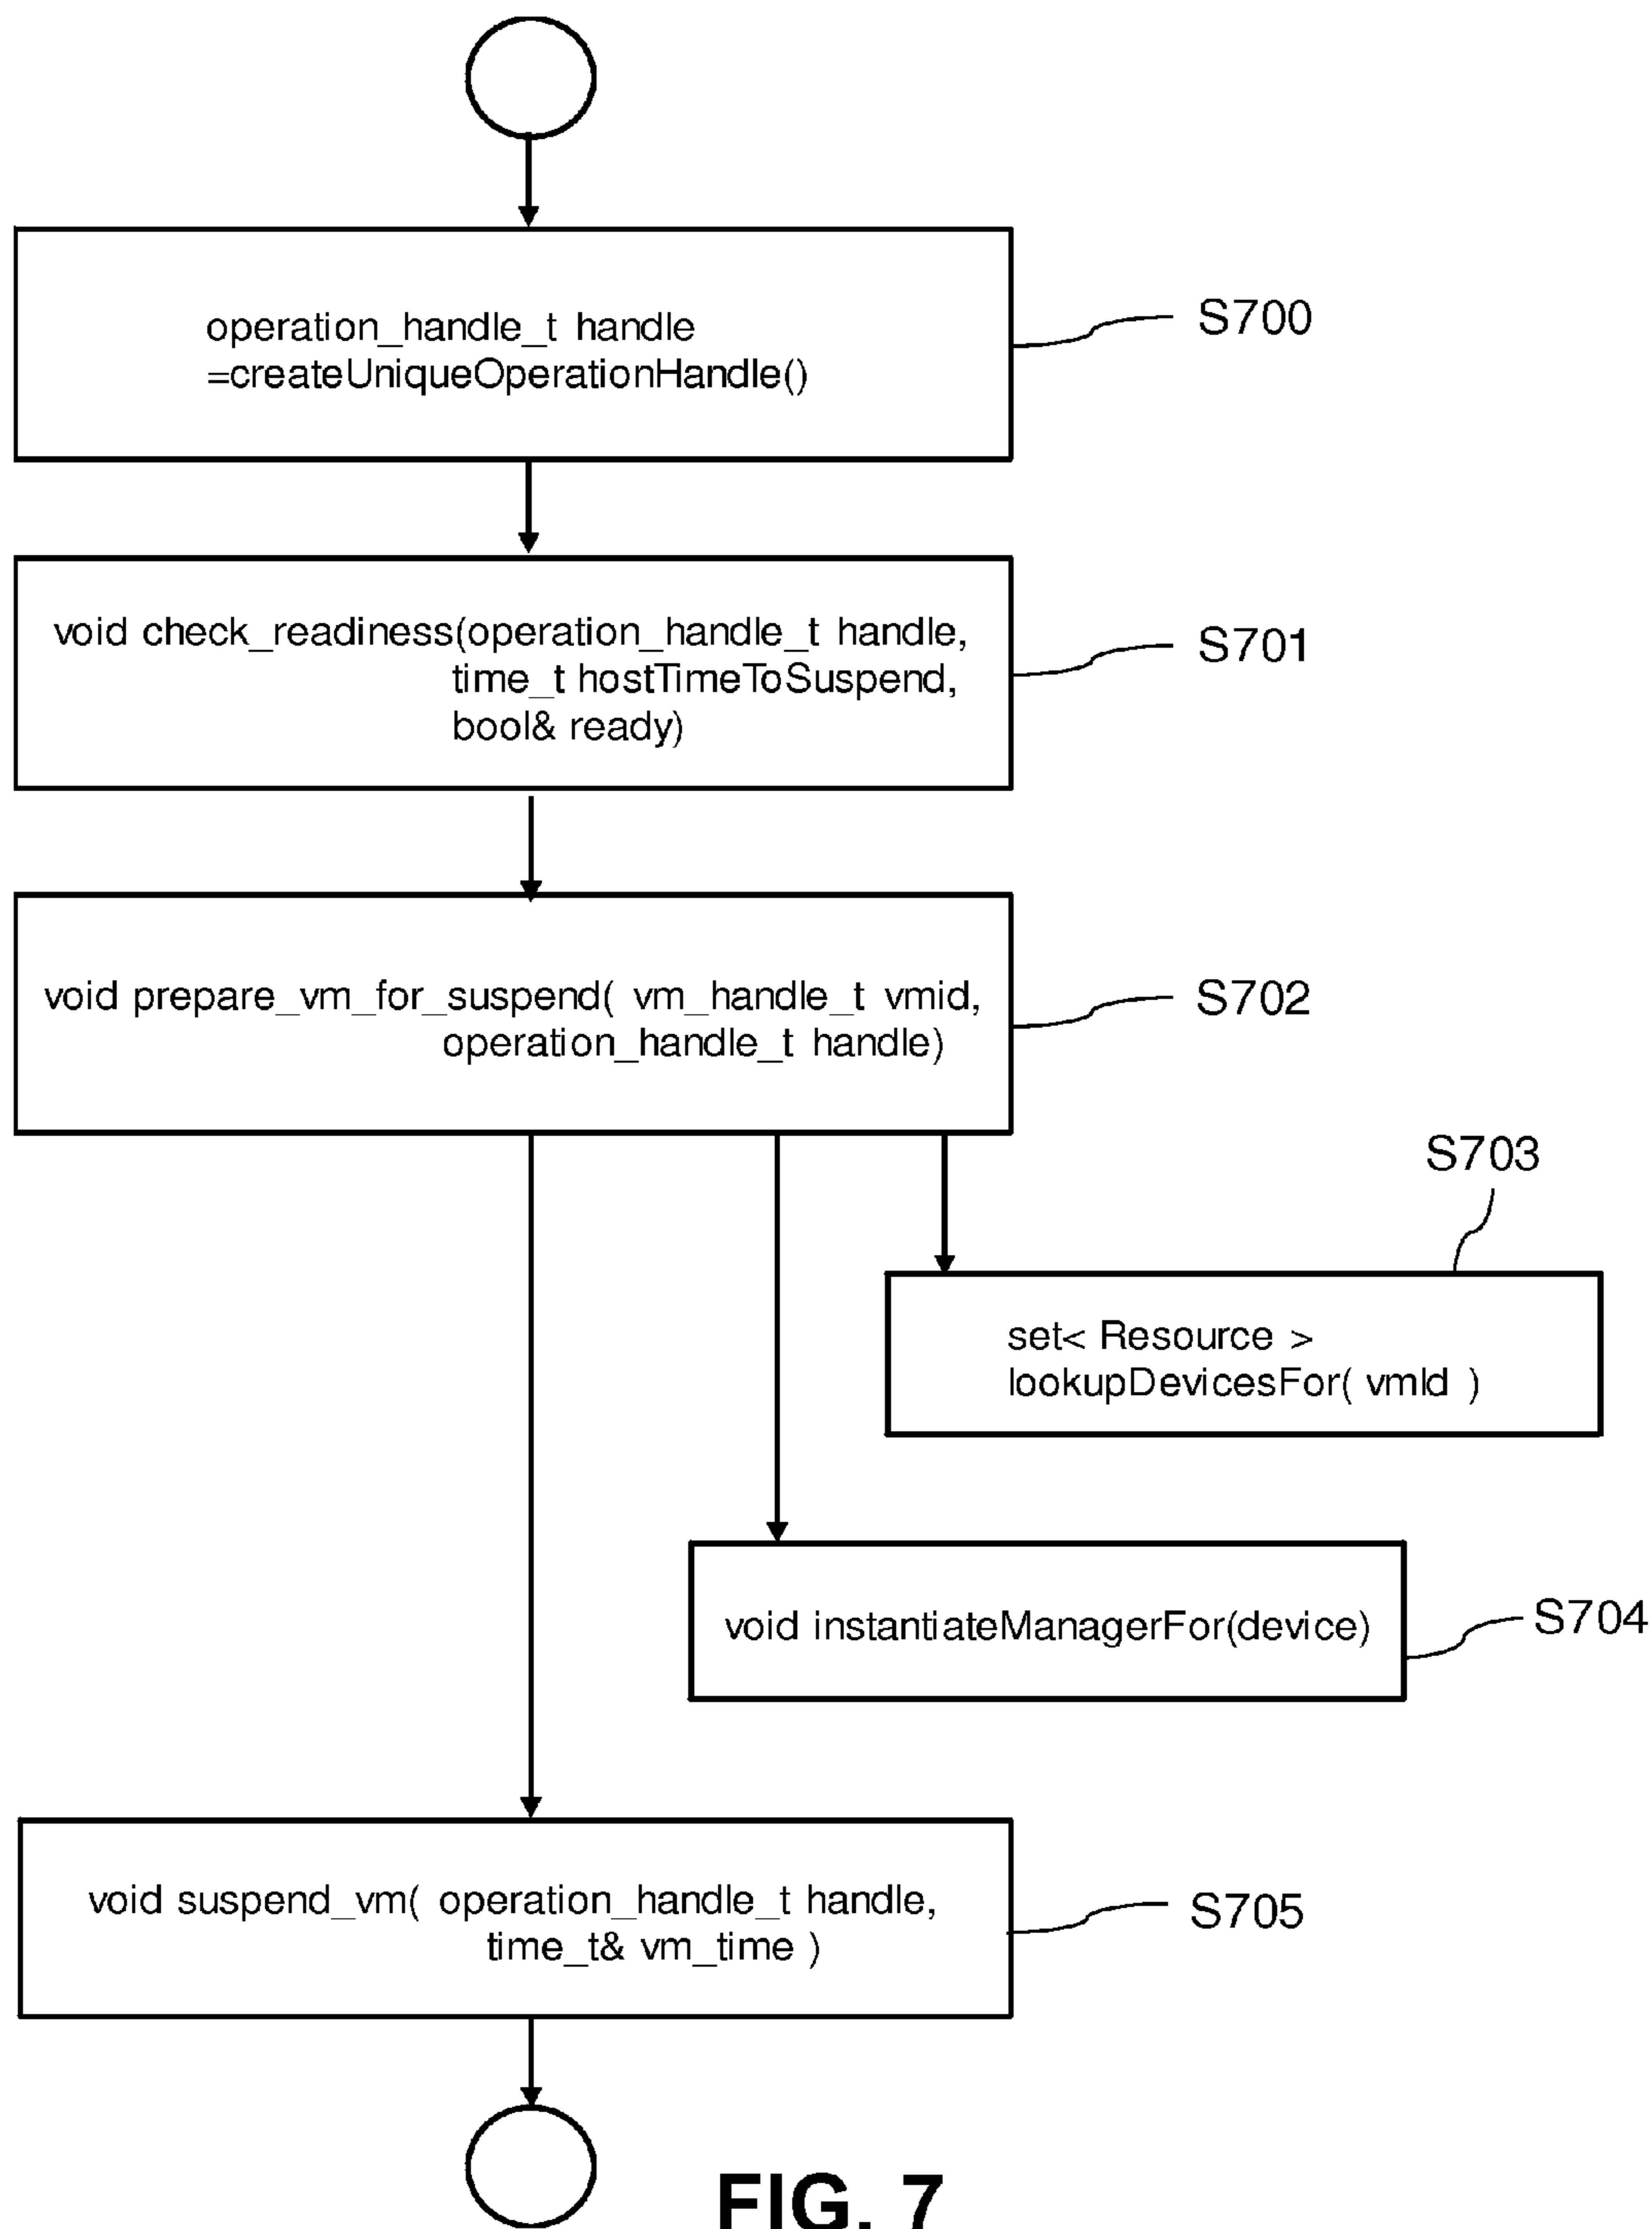 operation_handle_t handle
=createUniqueOperationHandle()
S700
void check_readiness(operation_handle_t handle,
time_t hostTimeToSuspend,
bool& ready)
S701
void prepare_vm_for_suspend( vm_handle_t vmid,
operation_handle_t handle)
S702
S703
set< Resource >
lookupDevicesFor( vmId )
void instantiateManagerFor(device)
S704
void suspend_vm( operation_handle_t handle,
time_t& vm_time )
S705
FIG. 7